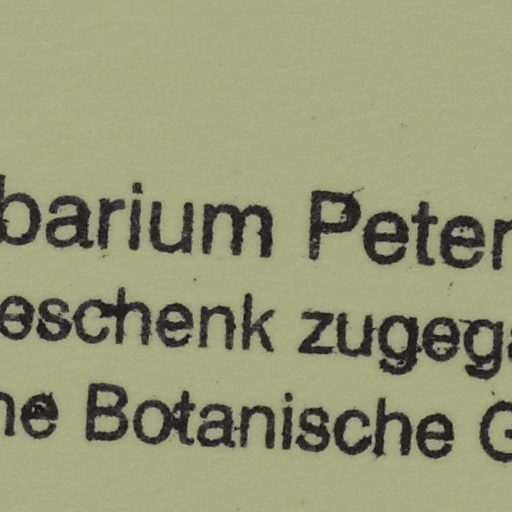 barium Peter
eschenk zugega
ne Botanische G